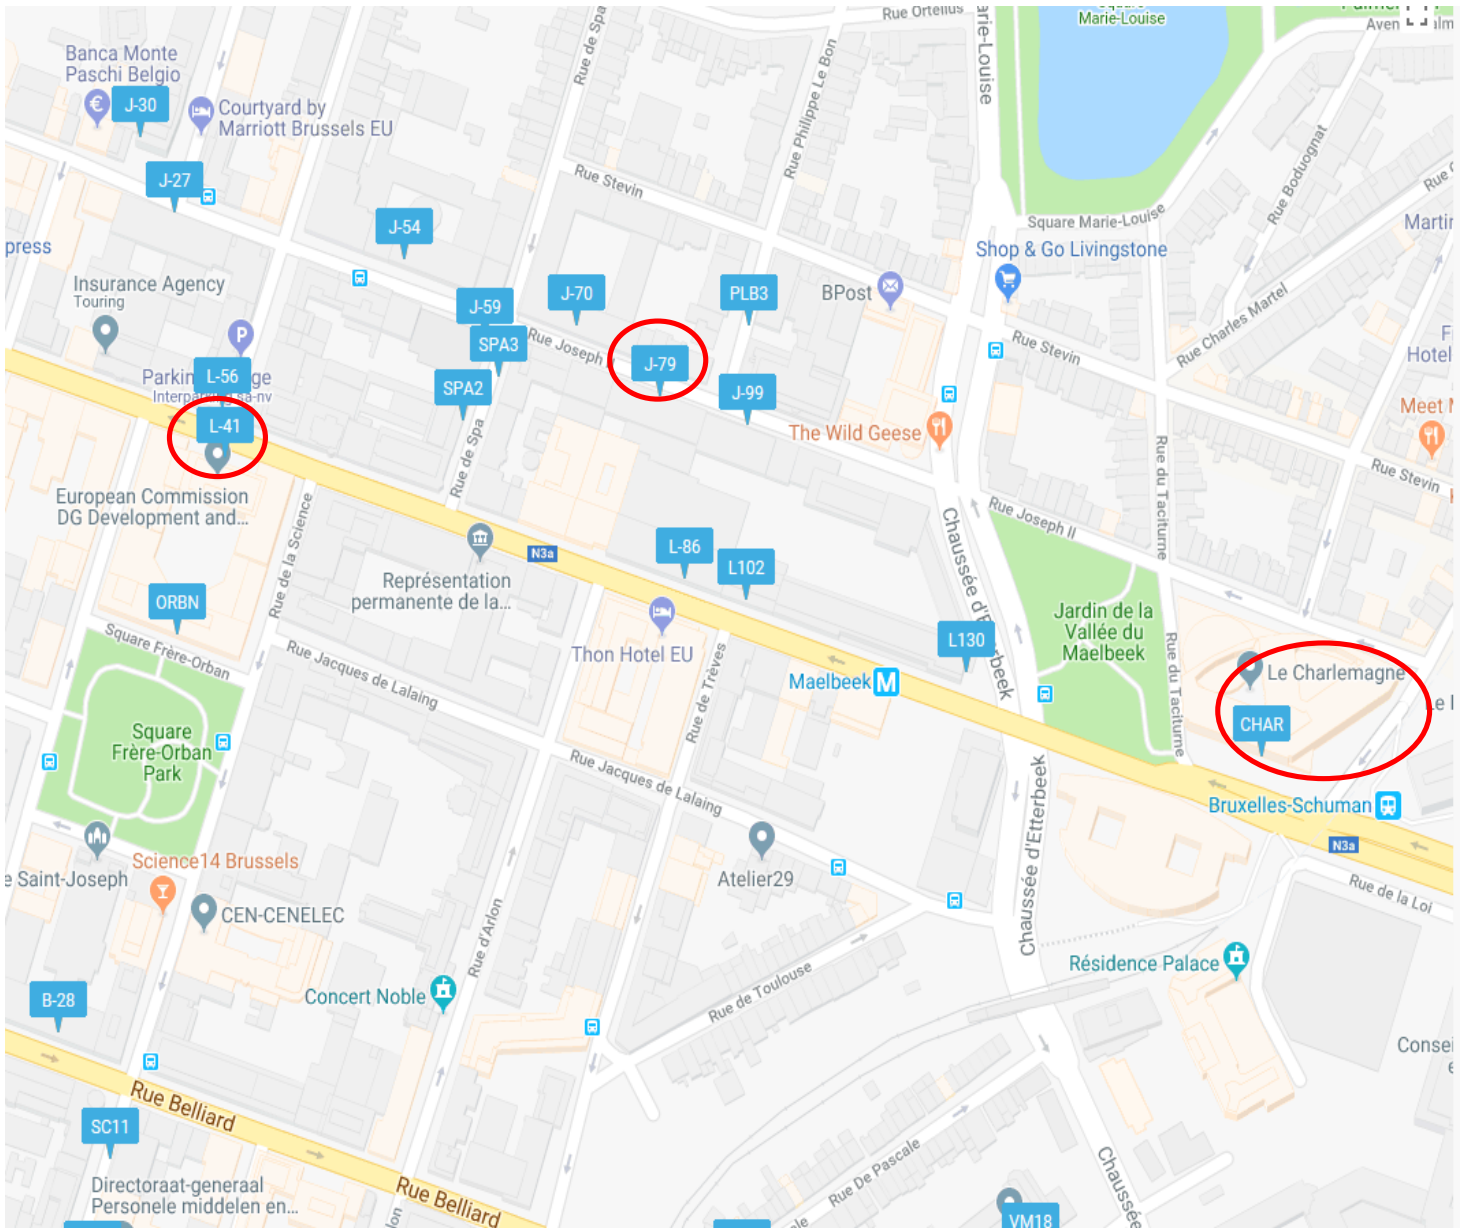 Rue Ortelius
Marie-Louise
Aven
Banca Monte
Paschi Belgio
J-30
Courtyard by
Marriott Brussels EU
Rue de Spa
Rue Philippe Le Bon
arie-Louise
Rue Boduognat
J-27
Rue Stevin
J-54
Square Marie-Louise
press
Insurance Agency
Touring
J-59
J-70
PLB3
BPost
Shop & Go Livingstone
Rue Charles Martel
Hotel
SPA3
Rue Joseph
J-79
Rue Stevin
L-56
SPA2
J-99
Meet
L-41
The Wild Geese
European Commission
DG Development and...
Rue de Spa
Rue de la Science
Rue du Taciturne
Rue Stevin
Rue Joseph II
Chaussée d'Etterbeek
N3a
L-86
L102
Représentation
permanente de la...
ORBN
Square Frère-Orban
Jardin de la
Vallée du
Maelbeek
Thon Hotel EU
Rue Jacques de Lalaing
L130
Maelbeek M
Rue de Trèves
Rue du Taciturne
Le Charlemagne
CHAR
Square
Frère-Orban
Park
Rue Jacques de Lalaing
Chaussée d'Etterbeek
Bruxelles-Schuman
N3a
Science14 Brussels
e Saint-Joseph
Atelier29
Rue de la Loi
CEN-CENELEC
Rue d'Arlon
Résidence Palace
B-28
Concert Noble
Rue de Toulouse
Consei
Rue Belliard
SC11
Rue De Pascale
Chaussée
Directoraat-generaal
Personele middelen en...
Rue Belliard
VM18